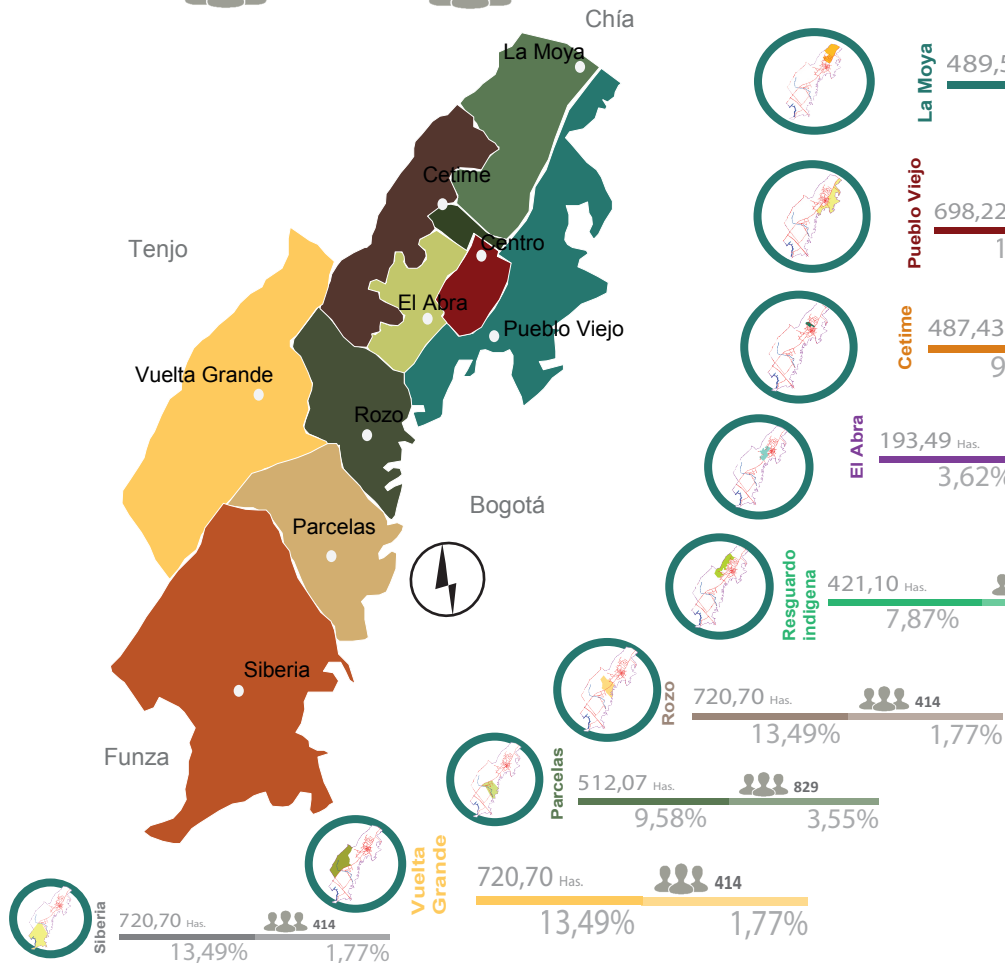 Chía
La Moya
Cetime
Tenjo
Centro
El Abra
Pueblo Viejo
Vuelta Grande
Rozo
Bogotá
Parcelas
Siberia
Funza
La Moya
489,5
Pueblo Viejo
698,22
1
Cetime
487,43
9
El Abra
193,49 Has.
3,62%
Resguardo
indigena
421,10 Has.
7,87%
Rozo
720,70 Has. 414
13,49% 1,77%
Parcelas
512,07 Has. 829
9,58% 3,55%
Vuelta
Grande
720,70 Has. 414
13,49% 1,77%
Siberia
720,70 Has. 414
13,49% 1,77%